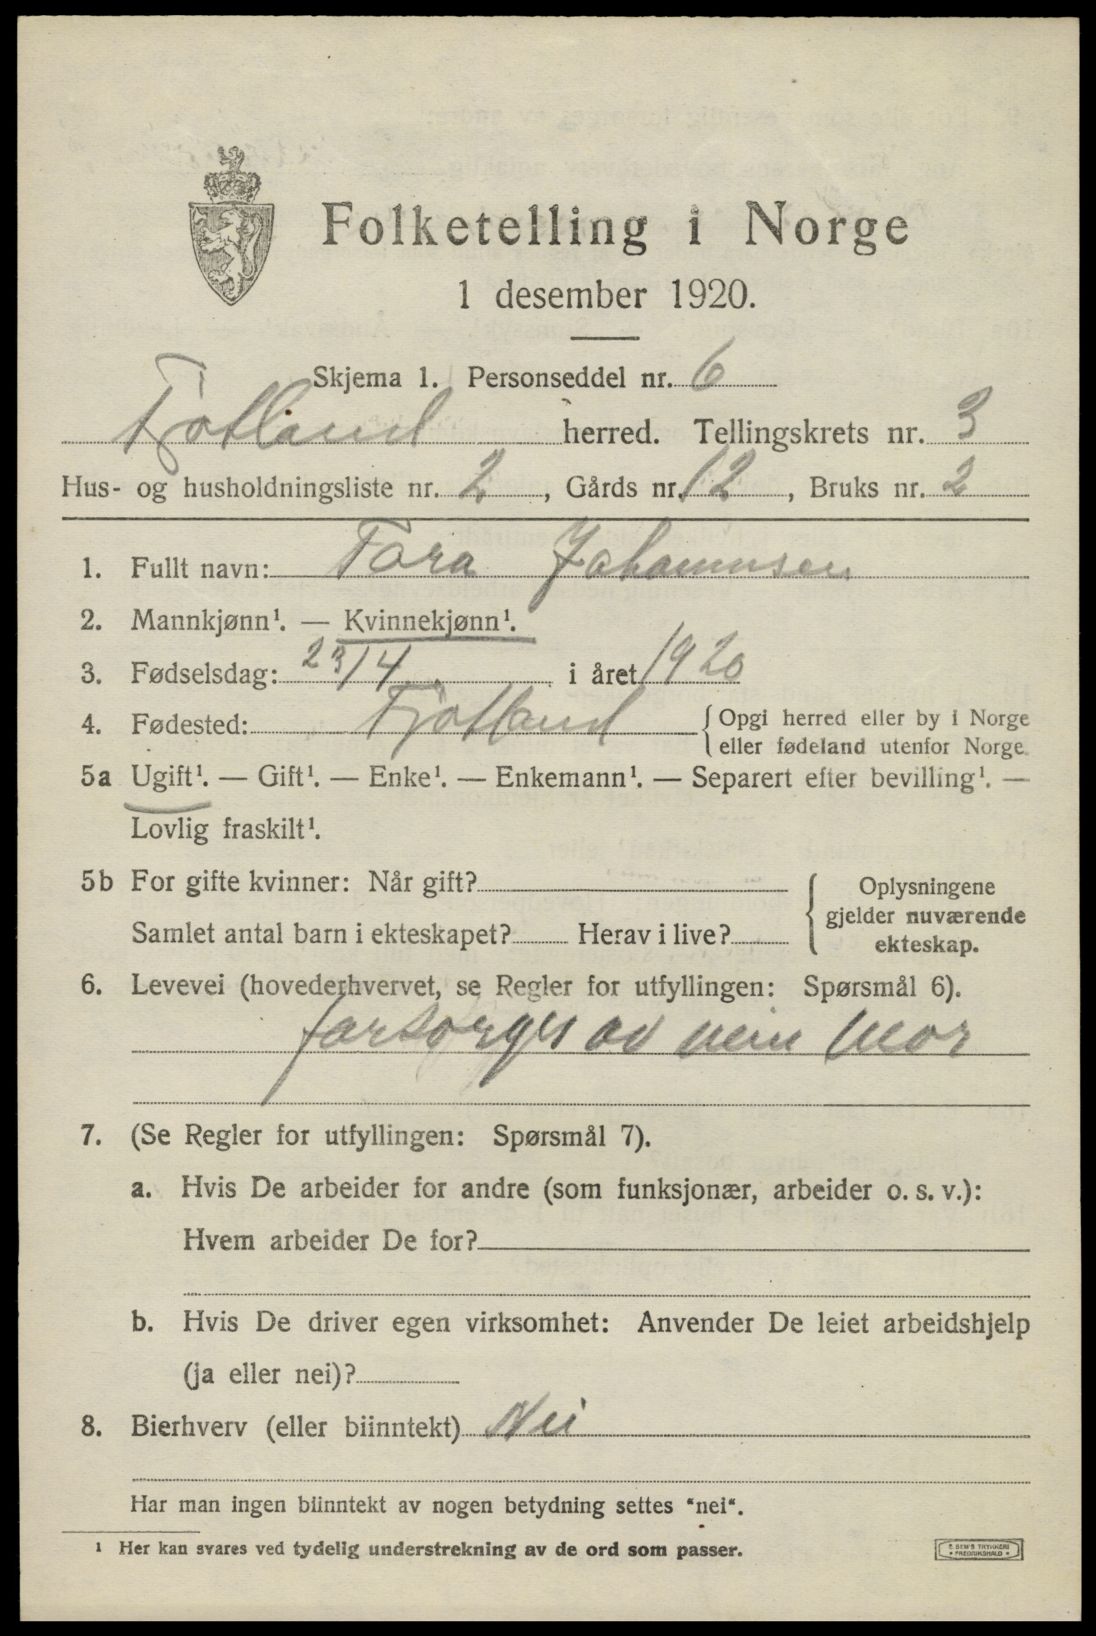 Folketelling i Norge
1 desember 1920.
Skjema 1. Personseddel nr. 6
Fjotland herred. Tellingskrets nr. 3
Hus- og husholdningsliste nr. 2, Gårds nr. 12, Bruks nr. 2
1. Fullt navn: Tora Johannesen
2. Mannkjønn¹. — Kvinnekjønn¹.
3. Fødselsdag: 23/4 i året 1920
4. Fødested: Fjotland { Opgi herred eller by i Norge
eller fødeland utenfor Norge.
5a Ugift¹. — Gift¹. — Enke¹. — Enkemann¹. — Separert efter bevilling¹. —
Lovlig fraskilt¹.
5b For gifte kvinner: Når gift?
Samlet antal barn i ekteskapet? Herav i live?
{ Oplysningene
gjelder nuværende
ekteskap.
6. Levevei (hovederhvervet, se Regler for utfyllingen: Spørsmål 6).
forsorges av min Mor
7. (Se Regler for utfyllingen: Spørsmål 7).
a. Hvis De arbeider for andre (som funksjonær, arbeider o. s. v.):
Hvem arbeider De for?
b. Hvis De driver egen virksomhet: Anvender De leiet arbeidshjelp
(ja eller nei)?
8. Bierhverv (eller biinntekt) Nei
Har man ingen biinntekt av nogen betydning settes "nei".
1 Her kan svares ved tydelig understrekning av de ord som passer.